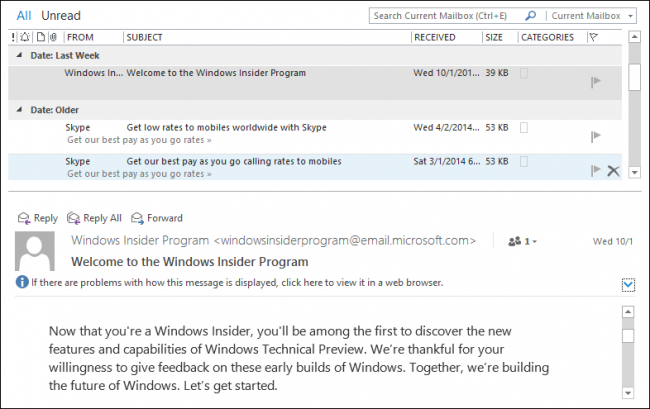 All Unread Search Current Mailbox (Ctrl+E) Current Mailbox
! @ FROM SUBJECT RECEIVED SIZE CATEGORIES
Date: Last Week
Windows In... Welcome to the Windows Insider Program Wed 10/1/201... 39 KB
Date: Older
Skype Get low rates to mobiles worldwide with Skype Wed 4/2/2014... 53 KB
Get our best pay as you go rates »
Skype Get our best pay as you go calling rates to mobiles Sat 3/1/2014 6... 53 KB
Get our best pay as you go rates »
Reply Reply All Forward
Windows Insider Program <windowsinsiderprogram@email.microsoft.com> 1 Wed 10/1
Welcome to the Windows Insider Program
If there are problems with how this message is displayed, click here to view it in a web browser.
Now that you're a Windows Insider, you'll be among the first to discover the new
features and capabilities of Windows Technical Preview. We're thankful for your
willingness to give feedback on these early builds of Windows. Together, we're building
the future of Windows. Let's get started.